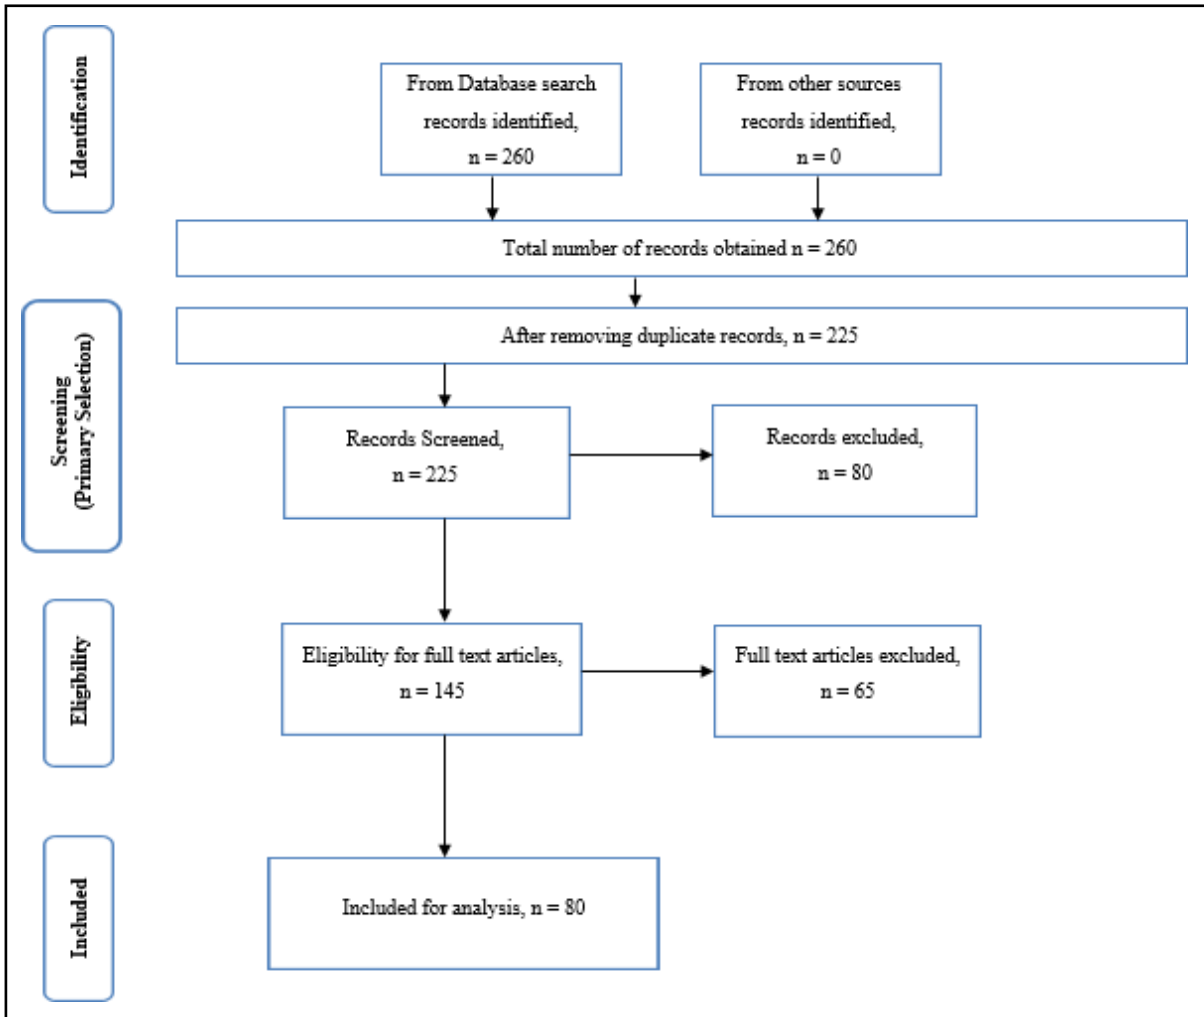 Identification
From Database search
records identified,
n = 260
From other sources
records identified,
n = 0
Total number of records obtained n = 260
Screening
(Primary Selection)
After removing duplicate records, n = 225
Records Screened,
n = 225
Records excluded,
n = 80
Eligibility
Eligibility for full text articles,
n = 145
Full text articles excluded,
n = 65
Included
Included for analysis, n = 80